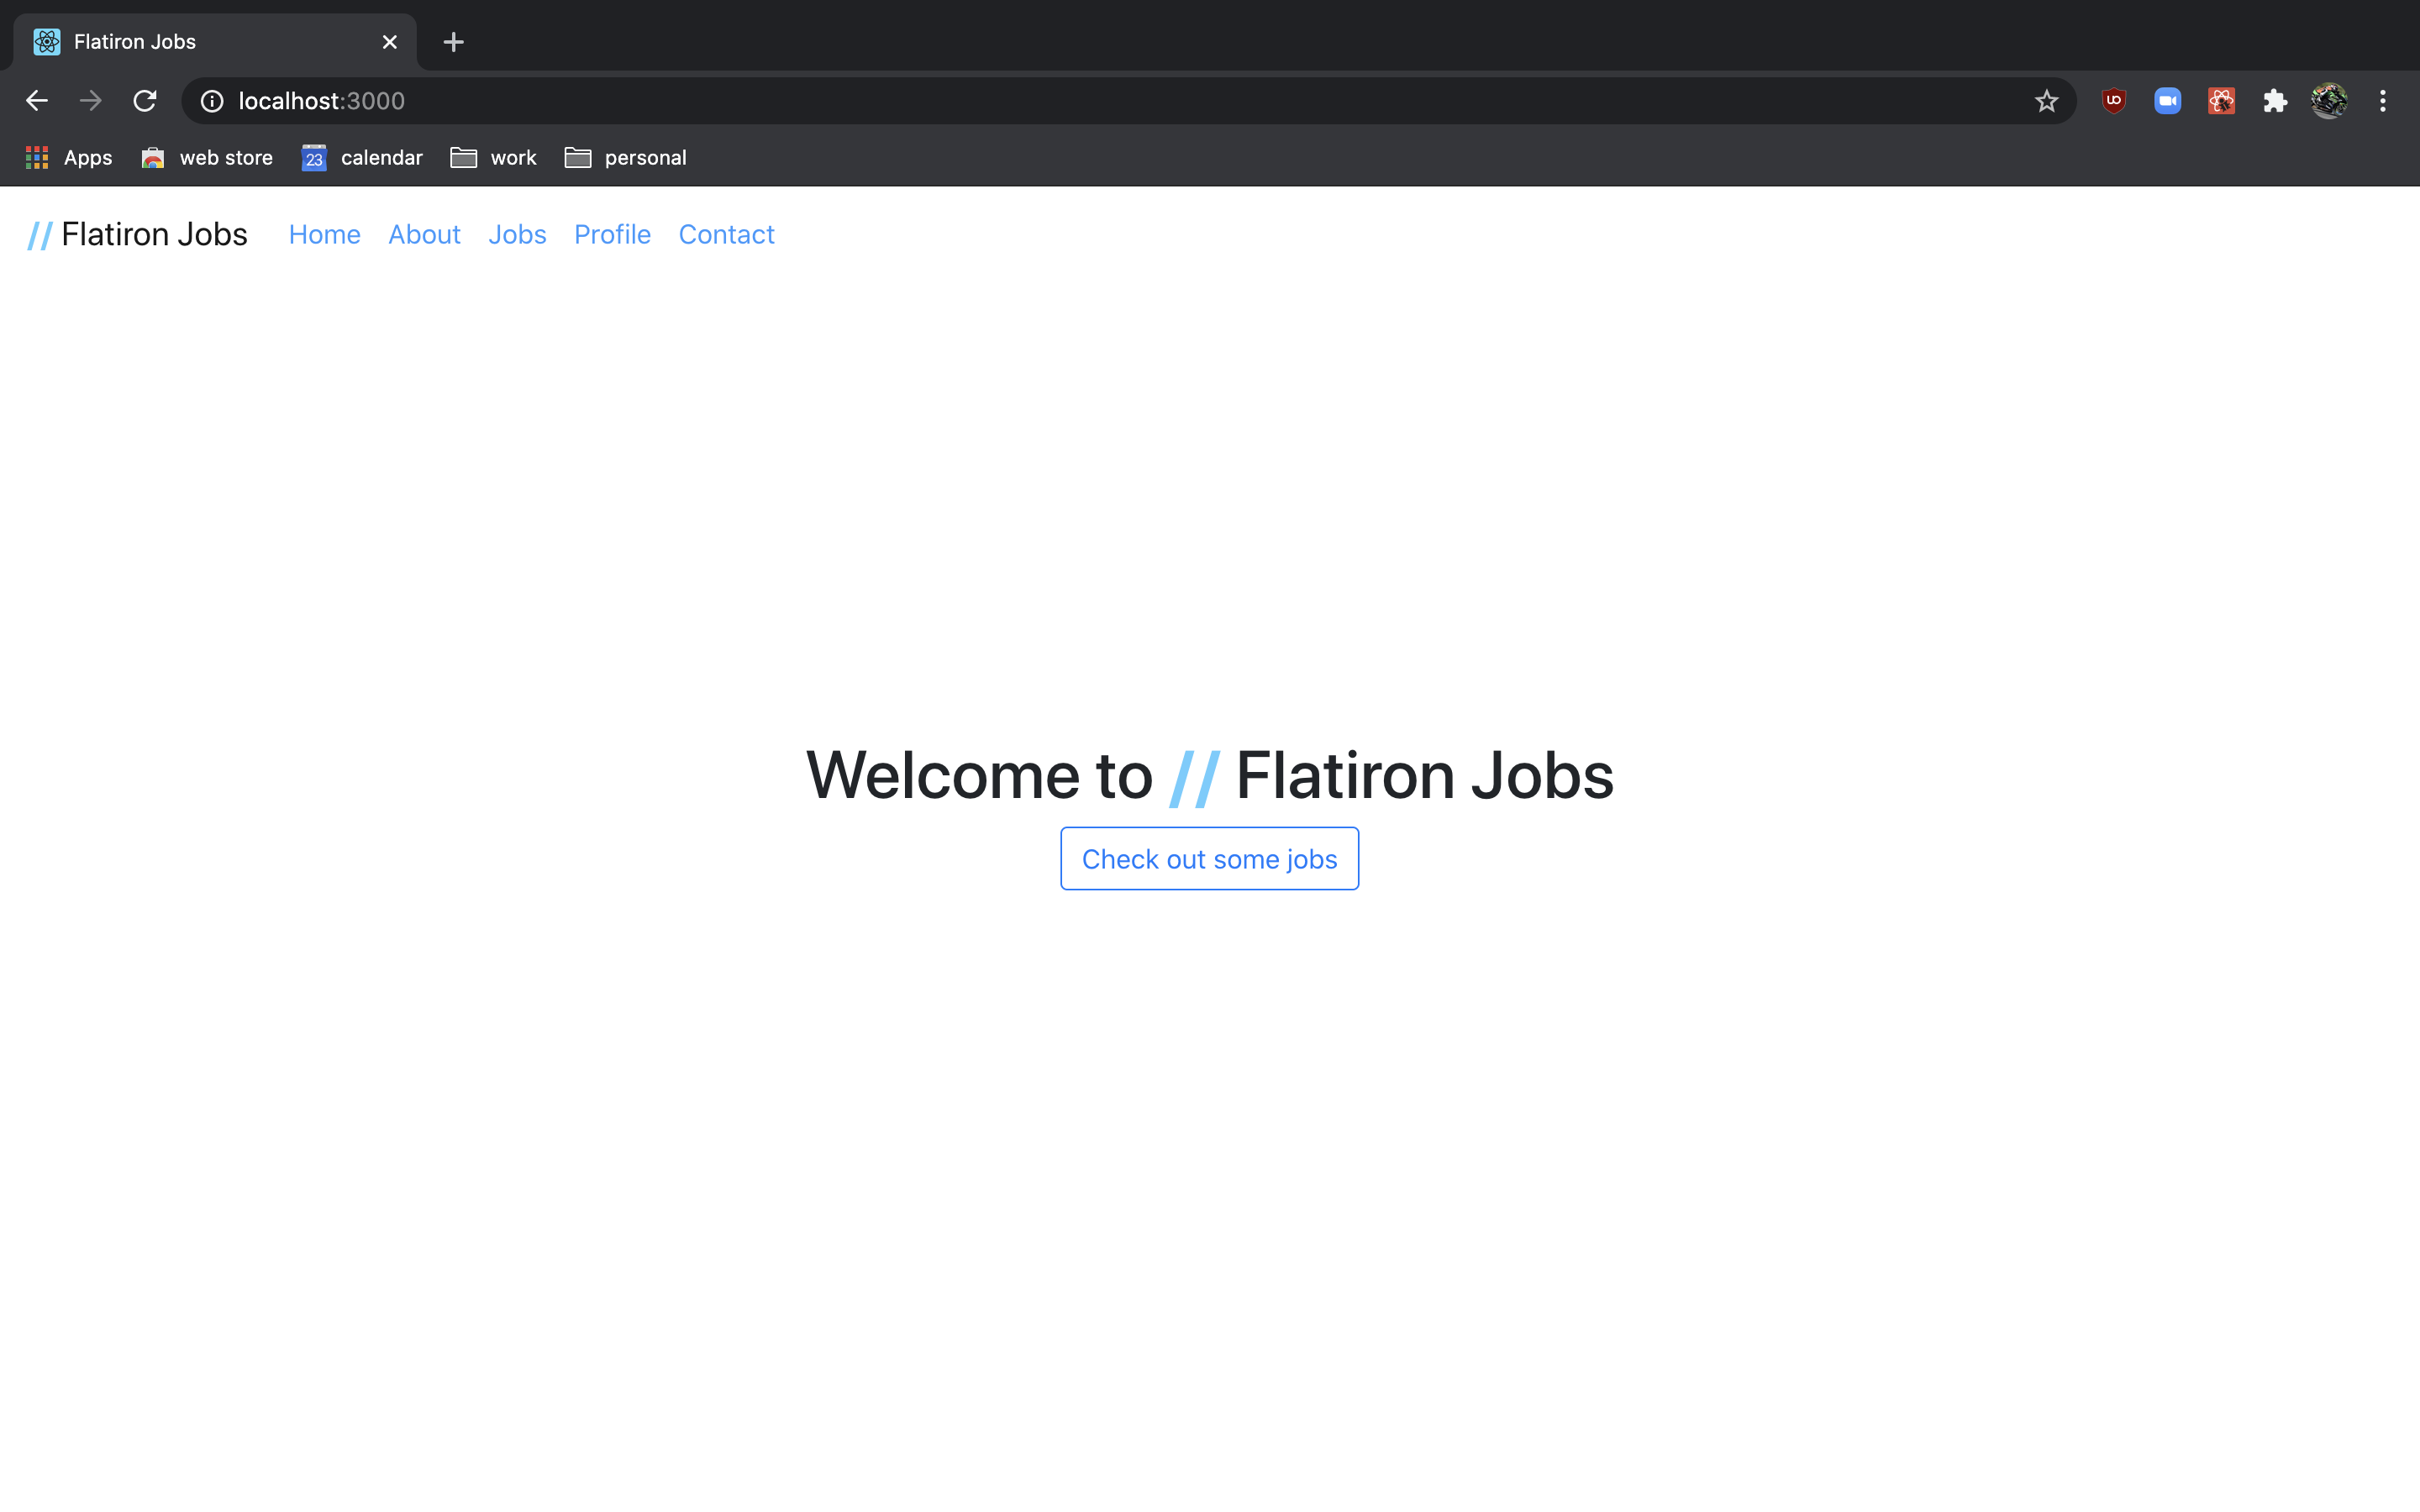 Flatiron Jobs
localhost:3000
Apps web store 23 calendar work personal
// Flatiron Jobs Home About Jobs Profile Contact
Welcome to // Flatiron Jobs
Check out some jobs